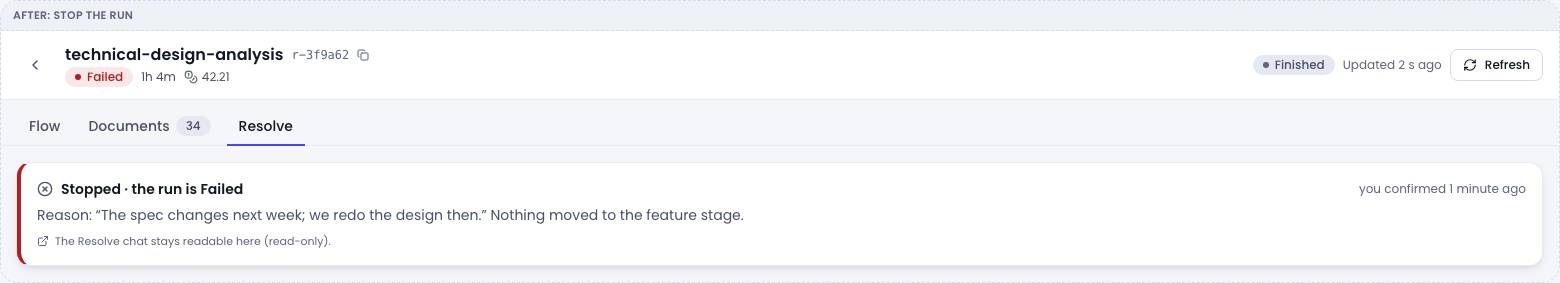 AFTER: STOP THE RUN
technical-design-analysis r-3f9a62
Failed 1h 4m 42.21
Finished Updated 2 s ago Refresh
Flow Documents 34 Resolve
Stopped · the run is Failed you confirmed 1 minute ago
Reason: “The spec changes next week; we redo the design then.” Nothing moved to the feature stage.
The Resolve chat stays readable here (read-only).